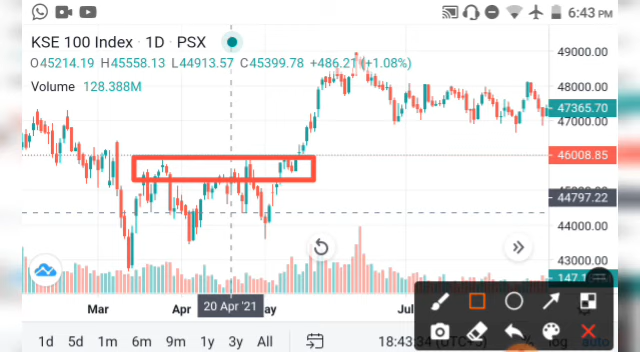 6:43 PM
KSE 100 Index · 1D · PSX
O45214.19 H45558.13 L44913.57 C45399.78 +486.21 (+1.08%)
Volume 128.388M
49000.00
48000.00
47365.70
47000.00
46008.85
44797.22
44000.00
43000.00
Mar Apr 20 Apr '21 Jul
1d 5d 1m 6m 9m 1y 3y All 18:43:34 auto